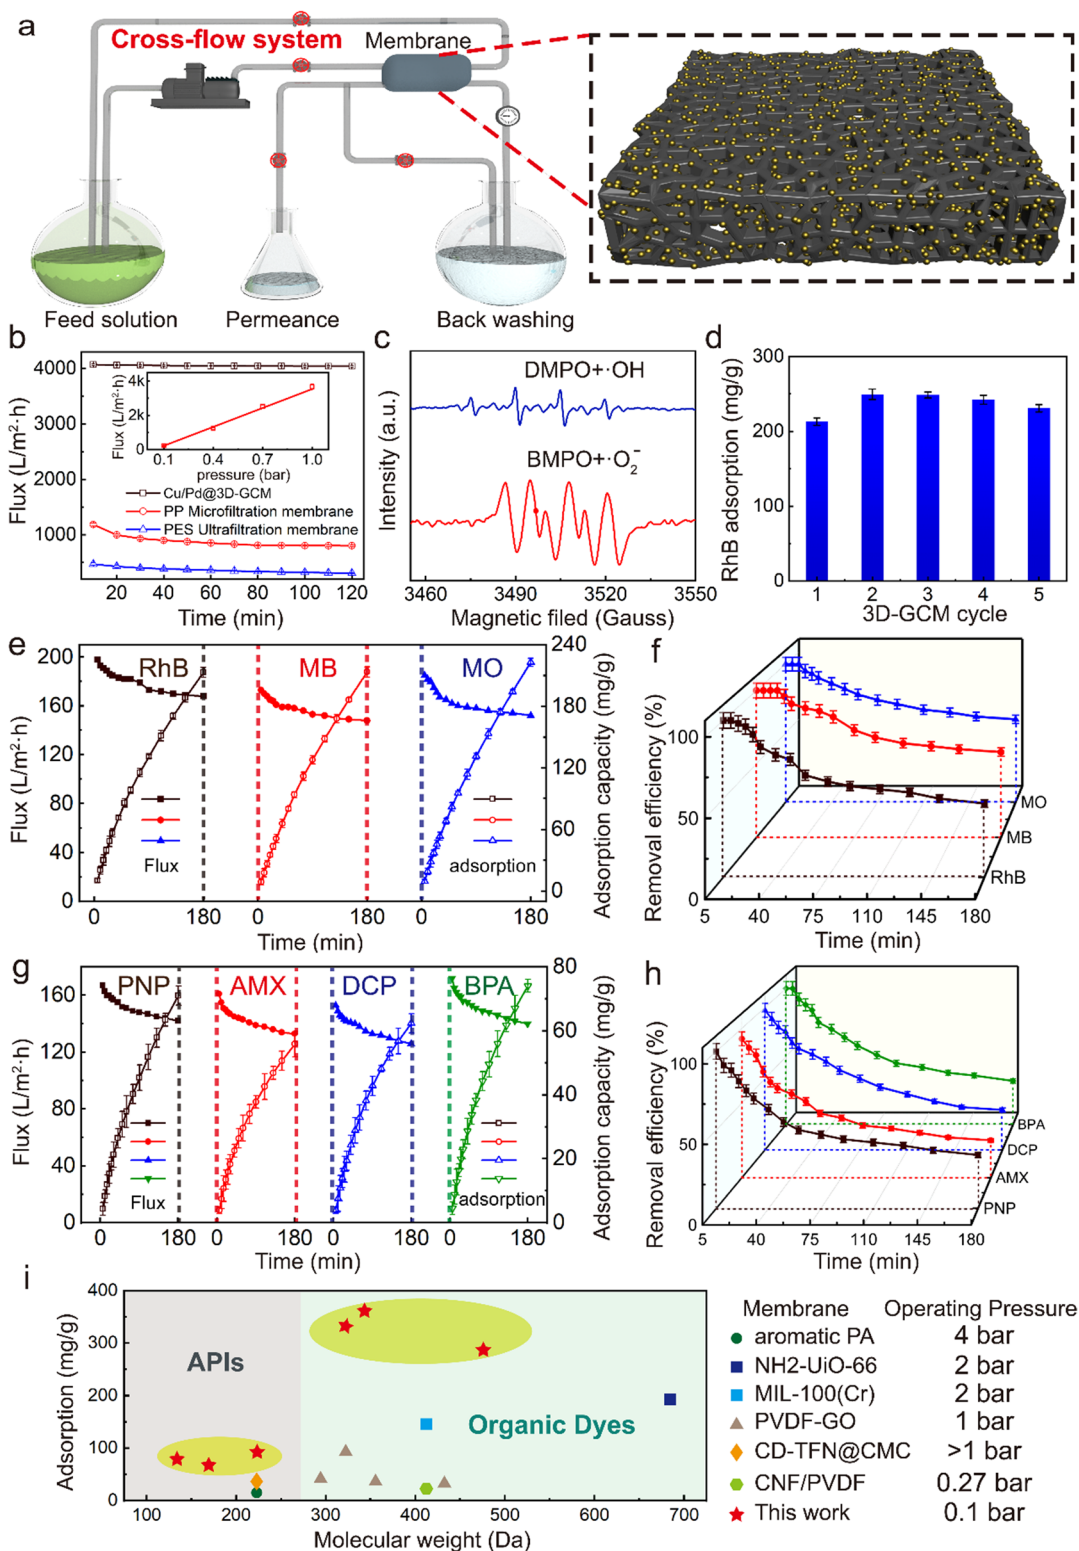 a
Cross-flow system
Membrane
Feed solution
Permeance
Back washing
b
Flux (L/m²·h)
4000
3000
2000
1000
Flux (L/m²·h)
4k
2k
0
0.1
0.4
0.7
1.0
pressure (bar)
Cu/Pd@3D-GCM
PP Microfiltration membrane
PES Ultrafiltration membrane
20
40
60
80
100
120
Time (min)
c
Intensity (a.u.)
DMPO+·OH
BMPO+·O₂⁻
3460
3490
3520
3550
Magnetic filed (Gauss)
d
RhB adsorption (mg/g)
300
200
100
0
1
2
3
4
5
3D-GCM cycle
e
Flux (L/m²·h)
200
160
120
80
40
0
RhB
MB
MO
Flux
adsorption
240
180
120
60
0
Adsorption capacity (mg/g)
0
180
0
180
0
180
Time (min)
f
Removal efficiency (%)
100
50
0
MO
MB
RhB
5
40
75
110
145
180
Time (min)
g
Flux (L/m²·h)
160
120
80
40
0
PNP
AMX
DCP
BPA
Flux
adsorption
80
60
40
20
0
Adsorption capacity (mg/g)
0
180
0
180
0
180
0
180
Time (min)
h
Removal efficiency (%)
100
50
0
BPA
DCP
AMX
PNP
5
40
75
110
145
180
Time (min)
i
Adsorption (mg/g)
400
300
200
100
0
APIs
Organic Dyes
100
200
300
400
500
600
700
Molecular weight (Da)
Membrane Operating Pressure
aromatic PA 4 bar
NH2-UiO-66 2 bar
MIL-100(Cr) 2 bar
PVDF-GO 1 bar
CD-TFN@CMC >1 bar
CNF/PVDF 0.27 bar
This work 0.1 bar